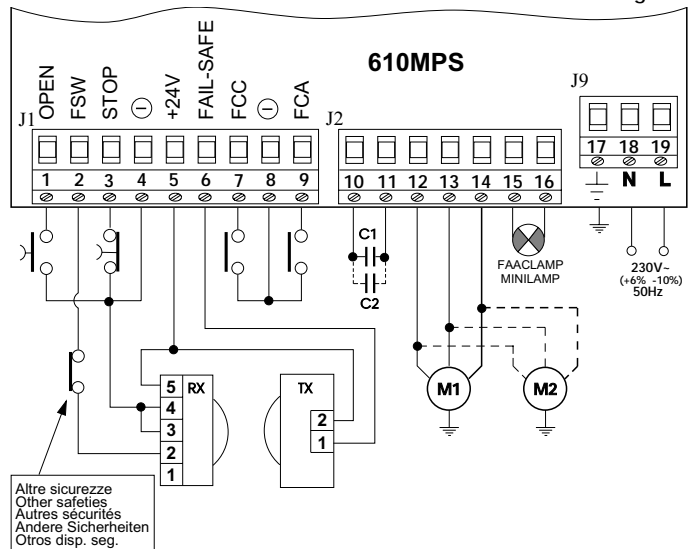 610MPS
J1
OPEN
FSW
STOP
−
+24V
FAIL-SAFE
FCC
−
FCA
J2
J9
1 2 3 4 5 6 7 8 9
10 11 12 13 14 15 16
17 18 19
N L
C1
C2
FAACLAMP
MINILAMP
230V~
(+6% -10%)
50Hz
5 RX
4
3
2
1
TX
2
1
M1
M2
Altre sicurezze
Other safeties
Autres sécurités
Andere Sicherheiten
Otros disp. seg.